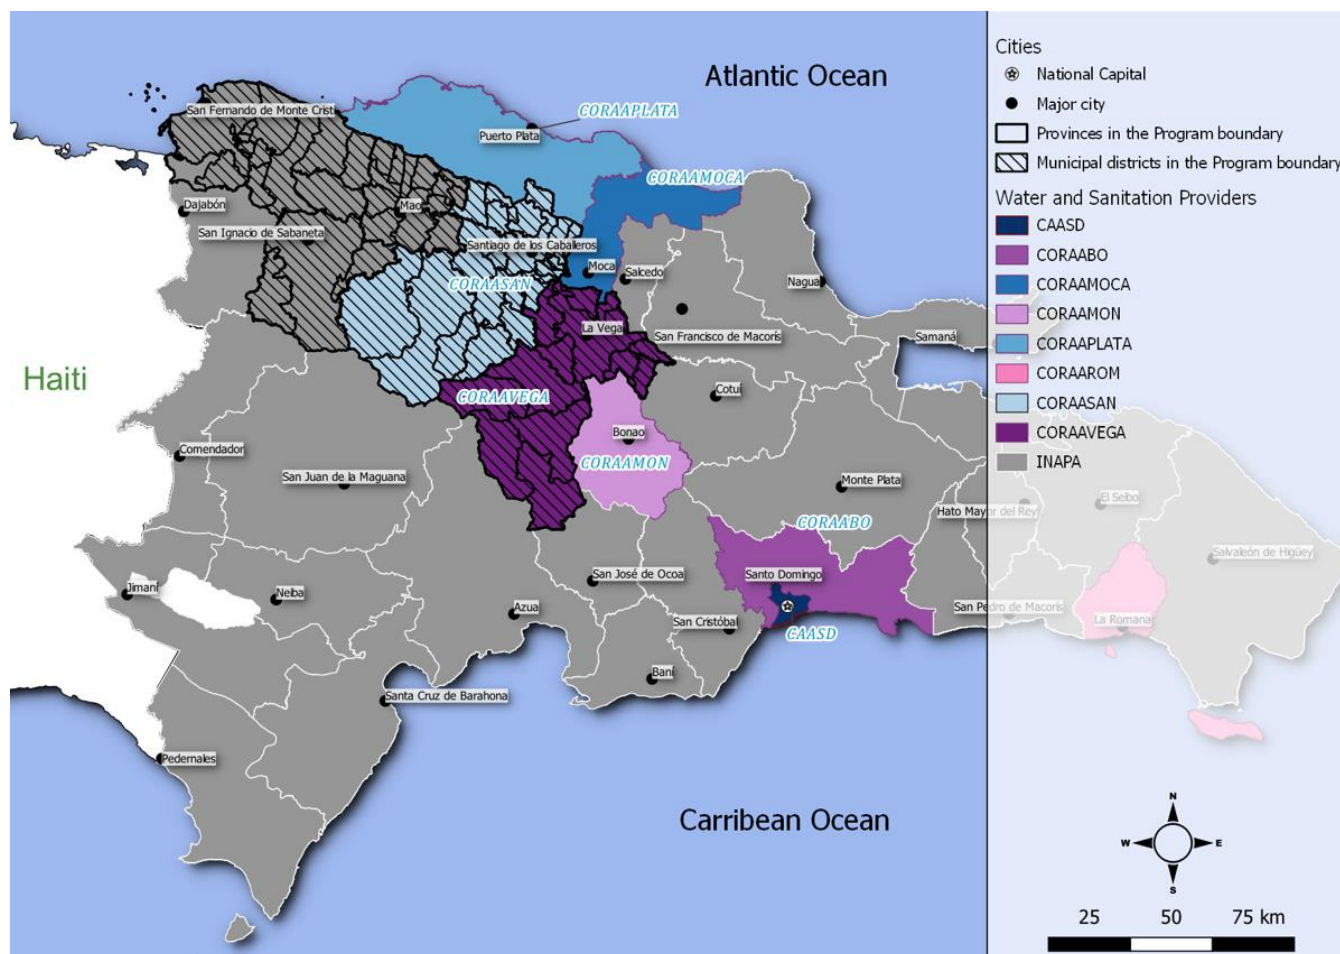 Atlantic Ocean
CORAAPLATA
San Fernando de Monte Cristi
Puerto Plata
CORAAMOCA
Dajabón
Mao
San Ignacio de Sabaneta
Santiago de los Caballeros
Moca
Salcedo
CORAASAN
Nagua
La Vega
San Francisco de Macorís
Samaná
Haiti
CORAAVEGA
Cotuí
Bonao
Comendador
CORAAMON
San Juan de la Maguana
Monte Plata
El Seibo
Hato Mayor del Rey
CORAABO
Salvaleón de Higüey
Santo Domingo
San José de Ocoa
Jimaní
Neiba
Azua
San Pedro de Macorís
La Romana
San Cristóbal
CAASD
Baní
Santa Cruz de Barahona
Pedernales
Carribean Ocean
Cities
National Capital
Major city
Provinces in the Program boundary
Municipal districts in the Program boundary
Water and Sanitation Providers
CAASD
CORAABO
CORAAMOCA
CORAAMON
CORAAPLATA
CORAAROM
CORAASAN
CORAAVEGA
INAPA
N
W E
S
25 50 75 km